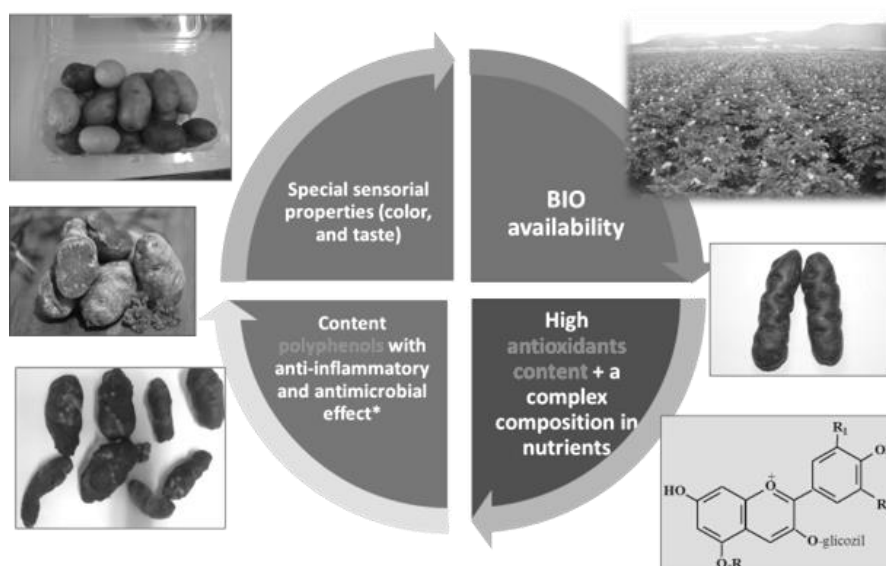 Special sensorial
properties (color,
and taste)
BIO
availability
Content
polyphenols with
anti-inflammatory
and antimicrobial
effect*
High
antioxidants
content + a
complex
composition in
nutrients
R1
O
HO
O
+
R
O-glicozil
O-R